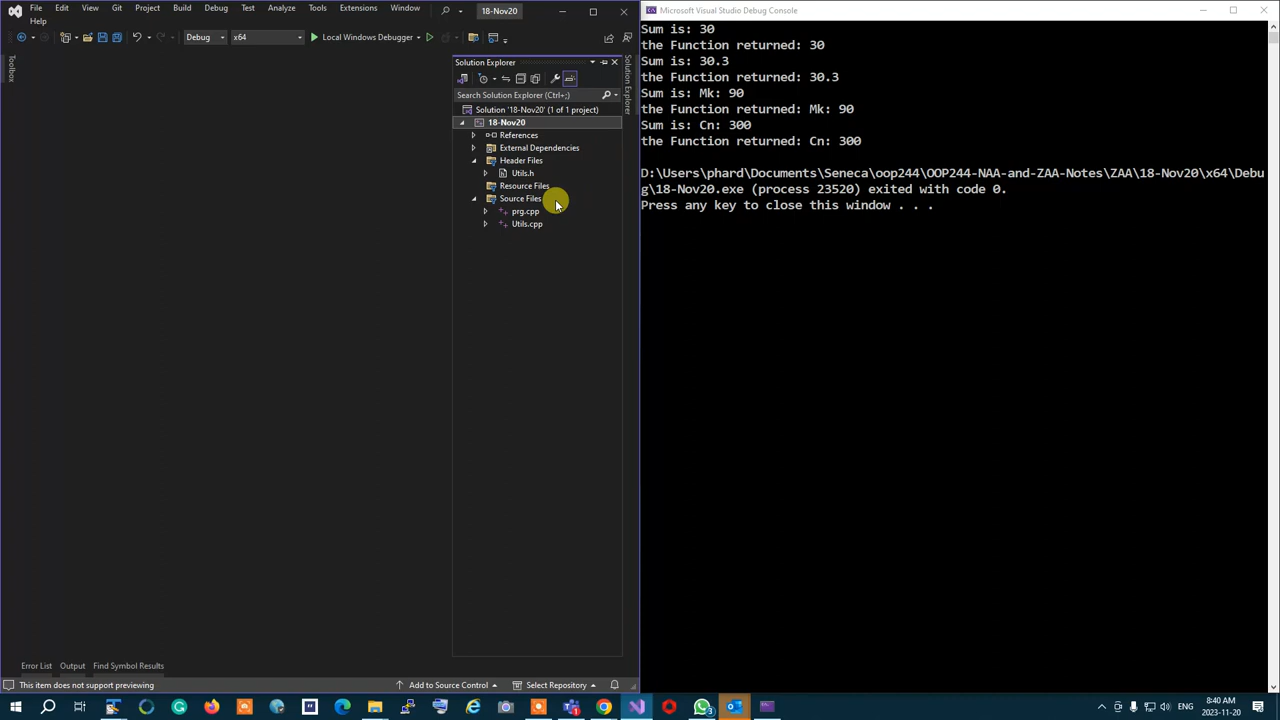 File Edit View Git Project Build Debug Test Analyze Tools Extensions Window
Help
18-Nov20
Debug x64 Local Windows Debugger
Toolbox
Solution Explorer
Search Solution Explorer (Ctrl+;)
Solution '18-Nov20' (1 of 1 project)
18-Nov20
References
External Dependencies
Header Files
Utils.h
Resource Files
Source Files
prg.cpp
Utils.cpp
Solution Explorer
Error List Output Find Symbol Results
This item does not support previewing
Add to Source Control
Select Repository
Microsoft Visual Studio Debug Console
Sum is: 30
the Function returned: 30
Sum is: 30.3
the Function returned: 30.3
Sum is: Mk: 90
the Function returned: Mk: 90
Sum is: Cn: 300
the Function returned: Cn: 300
D:\Users\phard\Documents\Seneca\oop244\OOP244-NAA-and-ZAA-Notes\ZAA\18-Nov20\x64\Debu
g\18-Nov20.exe (process 23520) exited with code 0.
Press any key to close this window . . .
ENG
8:40 AM
2023-11-20